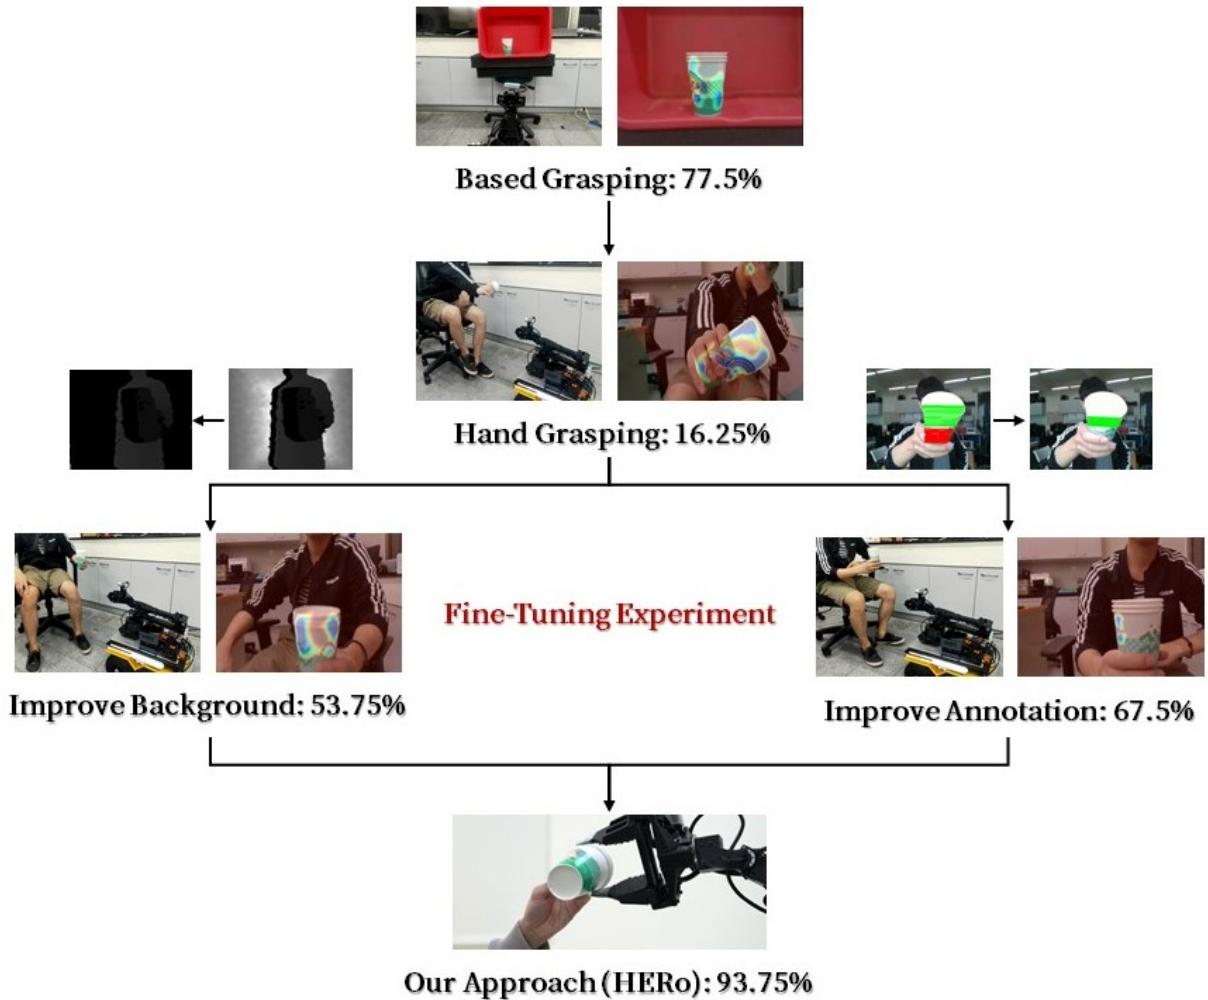 Based Grasping: 77.5%
Hand Grasping: 16.25%
Fine-Tuning Experiment
Improve Background: 53.75%
Improve Annotation: 67.5%
Our Approach (HERo): 93.75%